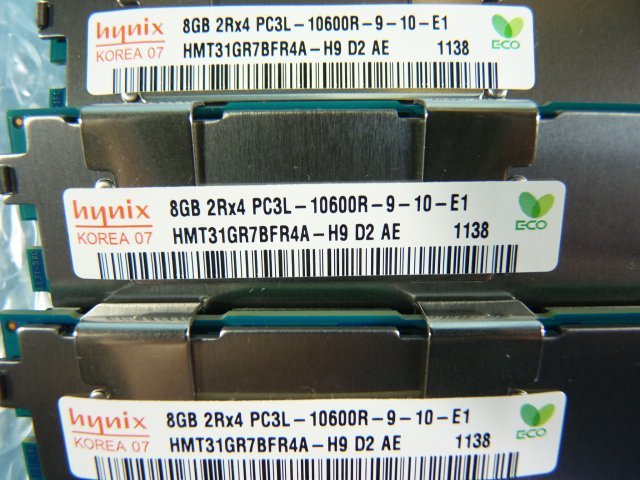 hynix 8GB 2Rx4 PC3L-10600R-9-10-E1
KOREA 07 HMT31GR7BFR4A-H9 D2 AE 1138
ECO
hynix 8GB 2Rx4 PC3L-10600R-9-10-E1
KOREA 07 HMT31GR7BFR4A-H9 D2 AE 1138
ECO
hynix 8GB 2Rx4 PC3L-10600R-9-10-E1
KOREA 07 HMT31GR7BFR4A-H9 D2 AE 1138
ECO